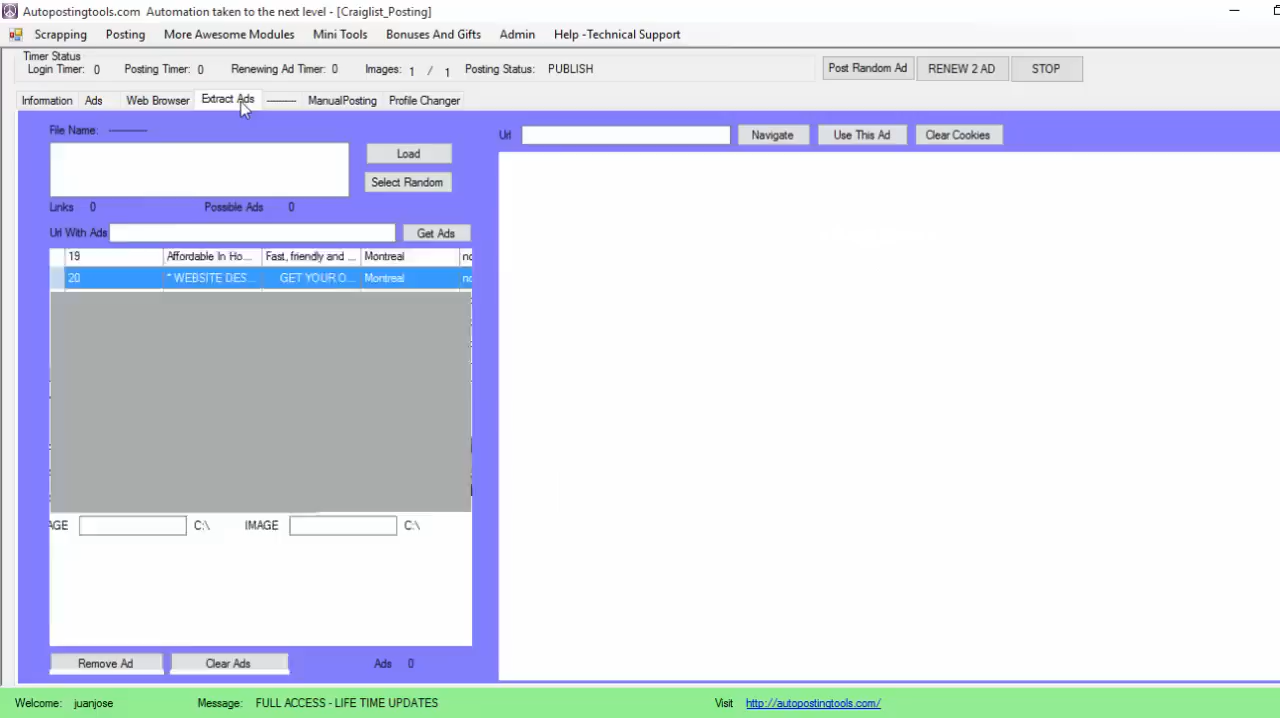 Autopostingtools.com Automation taken to the next level - [Craiglist_Posting]
Scrapping Posting More Awesome Modules Mini Tools Bonuses And Gifts Admin Help -Technical Support
Timer Status
Login Timer: 0 Posting Timer: 0 Renewing Ad Timer: 0 Images: 1 / 1 Posting Status: PUBLISH Post Random Ad RENEW 2 AD STOP
Information Ads Web Browser Extract Ads ---------- ManualPosting Profile Changer
File Name: ----------
Url Navigate Use This Ad Clear Cookies
Load
Select Random
Links 0 Possible Ads 0
Url With Ads Get Ads
19 Affordable In Ho... Fast, friendly and ... Montreal no
20 * WEBSITE DES... GET YOUR O... Montreal no
AGE C:\ IMAGE C:\
Remove Ad Clear Ads Ads 0
Welcome: juanjose Message: FULL ACCESS - LIFE TIME UPDATES Visit http://autopostingtools.com/